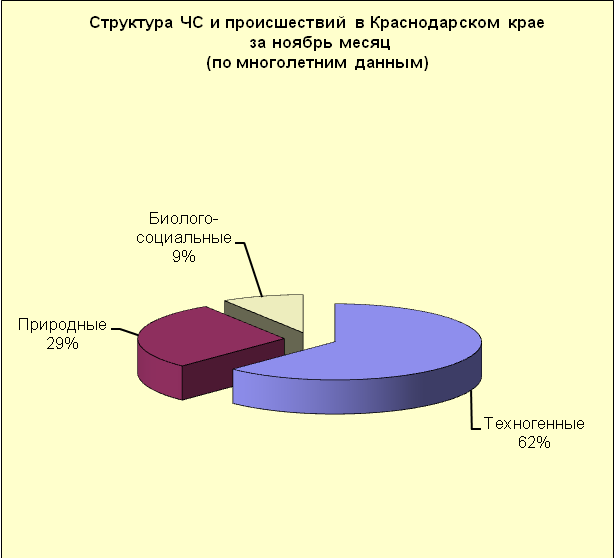 Структура ЧС и происшествий в Краснодарском крае
за ноябрь месяц
(по многолетним данным)
Биолого-
социальные
9%
Природные
29%
Техногенные
62%